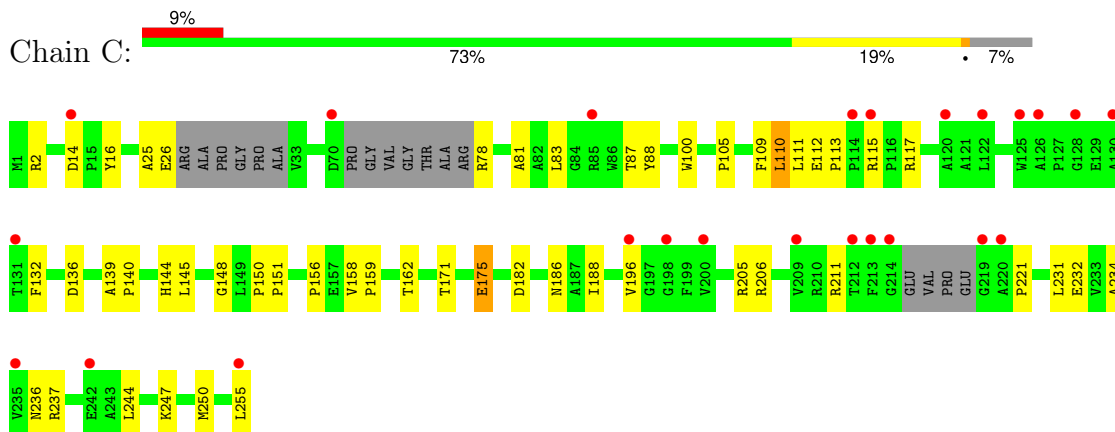 9%
Chain C:
73% 19% • 7%
M1 R2 D14 P15 Y16 A25 E26 ARG ALA PRO GLY PRO ALA V33 D70 PRO GLY VAL GLY THR ALA ARG R78 A81 A82 L83 G84 R85 W86 T87 Y88 W100 P105 F109 L110 L111 E112 P113 P114 R115 P116 R117 A120 A121 L122 W125 A126 P127 G128 E129 A130
T131 F132 D136 A139 P140 H144 L145 G148 L149 P150 P151 P156 E157 V158 P159 T162 T171 E175 D182 N186 A187 I188 V196 G197 G198 F199 V200 R205 R206 V209 R210 R211 T212 F213 G214 GLU VAL PRO GLU G219 A220 P221 L231 E232 V233 A234
V235 N236 R237 E242 A243 L244 K247 M250 L255